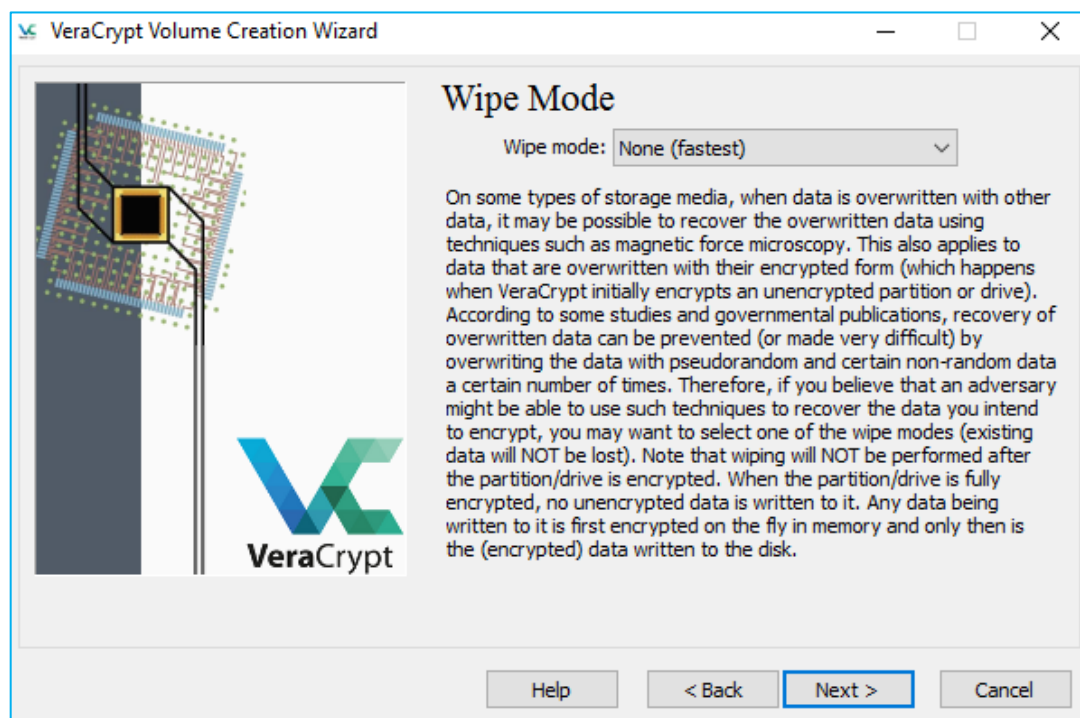 VeraCrypt Volume Creation Wizard
Wipe Mode
Wipe mode: None (fastest)
On some types of storage media, when data is overwritten with other
data, it may be possible to recover the overwritten data using
techniques such as magnetic force microscopy. This also applies to
data that are overwritten with their encrypted form (which happens
when VeraCrypt initially encrypts an unencrypted partition or drive).
According to some studies and governmental publications, recovery of
overwritten data can be prevented (or made very difficult) by
overwriting the data with pseudorandom and certain non-random data
a certain number of times. Therefore, if you believe that an adversary
might be able to use such techniques to recover the data you intend
to encrypt, you may want to select one of the wipe modes (existing
data will NOT be lost). Note that wiping will NOT be performed after
the partition/drive is encrypted. When the partition/drive is fully
encrypted, no unencrypted data is written to it. Any data being
written to it is first encrypted on the fly in memory and only then is
the (encrypted) data written to the disk.
VeraCrypt
Help < Back Next > Cancel